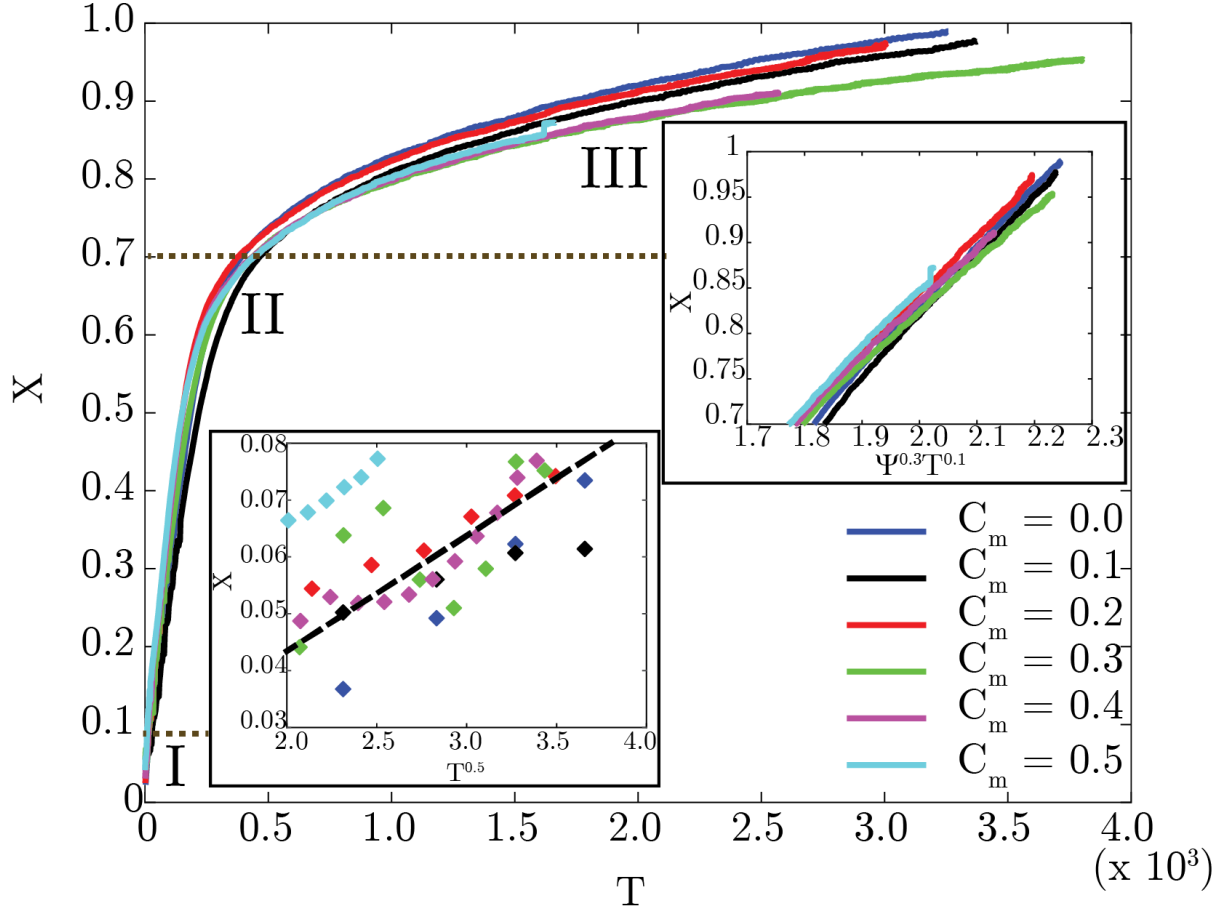 X
1.0
0.9
0.8
0.7
0.6
0.5
0.4
0.3
0.2
0.1
0
I
II
III
X
1
0.95
0.9
0.85
0.8
0.75
0.7
1.7 1.8 1.9 2.0 2.1 2.2 2.3
Ψ^0.3 T^0.1
X
0.08
0.07
0.06
0.05
0.04
0.03
2.0 2.5 3.0 3.5 4.0
T^0.5
C_m = 0.0
C_m = 0.1
C_m = 0.2
C_m = 0.3
C_m = 0.4
C_m = 0.5
0 0.5 1.0 1.5 2.0 2.5 3.0 3.5 4.0
(x 10³)
T